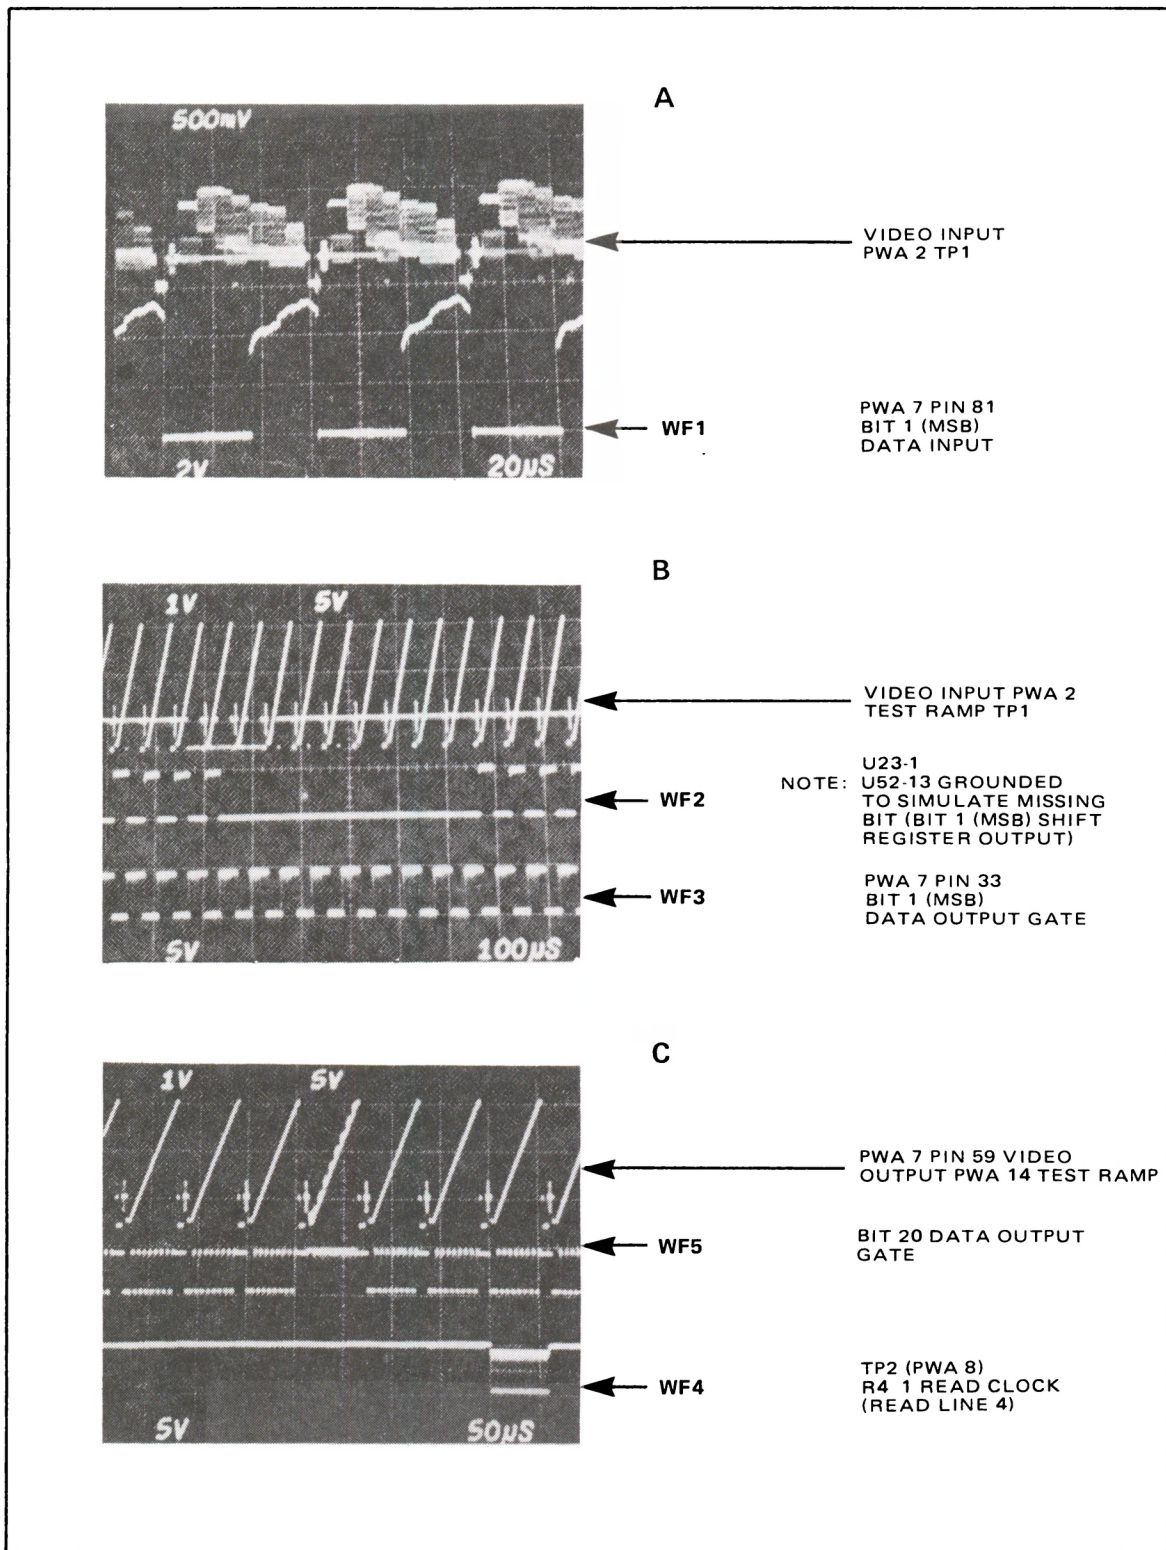 A
500mV
VIDEO INPUT
PWA 2 TP1
WF1
PWA 7 PIN 81
BIT 1 (MSB)
DATA INPUT
2V
20µS
B
1V
5V
VIDEO INPUT PWA 2
TEST RAMP TP1
WF2
NOTE:
U23-1
U52-13 GROUNDED
TO SIMULATE MISSING
BIT (BIT 1 (MSB) SHIFT
REGISTER OUTPUT)
WF3
PWA 7 PIN 33
BIT 1 (MSB)
DATA OUTPUT GATE
5V
100µS
C
1V
5V
PWA 7 PIN 59 VIDEO
OUTPUT PWA 14 TEST RAMP
WF5
BIT 20 DATA OUTPUT
GATE
WF4
TP2 (PWA 8)
R4 1 READ CLOCK
(READ LINE 4)
5V
50µS